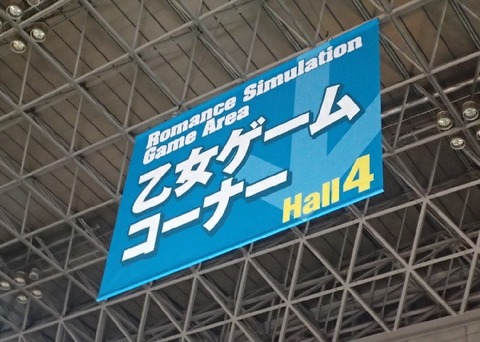 Romance Simulation
Game Area
乙女ゲーム
コーナー
Hall 4